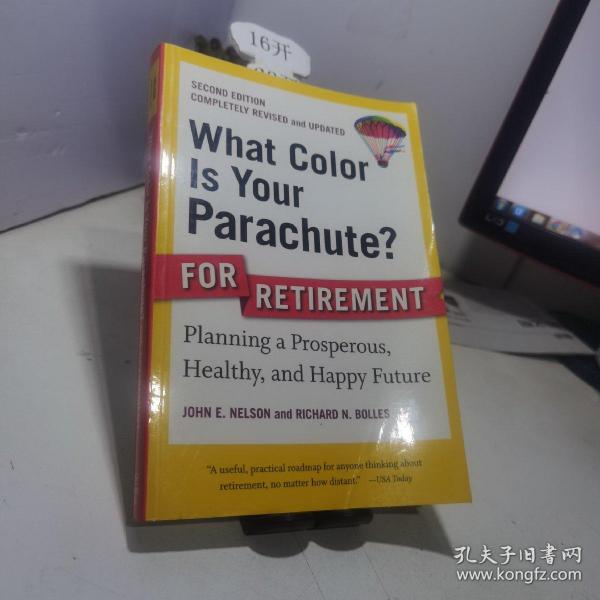 16开
SECOND EDITION
COMPLETELY REVISED and UPDATED
What Color
Is Your
Parachute?
FOR RETIREMENT
Planning a Prosperous,
Healthy, and Happy Future
JOHN E. NELSON and RICHARD N. BOLLES
"A useful, practical roadmap for anyone thinking about
retirement, no matter how distant." —USA Today
孔夫子旧书网
www.kongfz.com